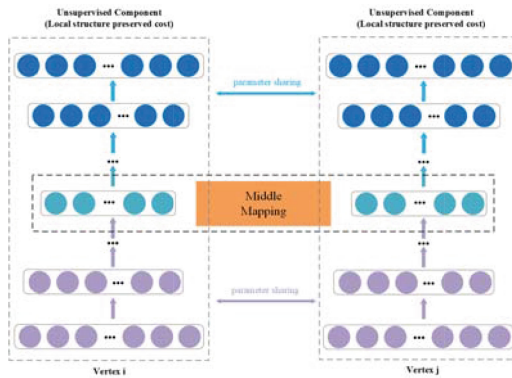 Unsupervised Component
(Local structure preserved cost)
Unsupervised Component
(Local structure preserved cost)
parameter sharing
Middle
Mapping
parameter sharing
Vertex i
Vertex j